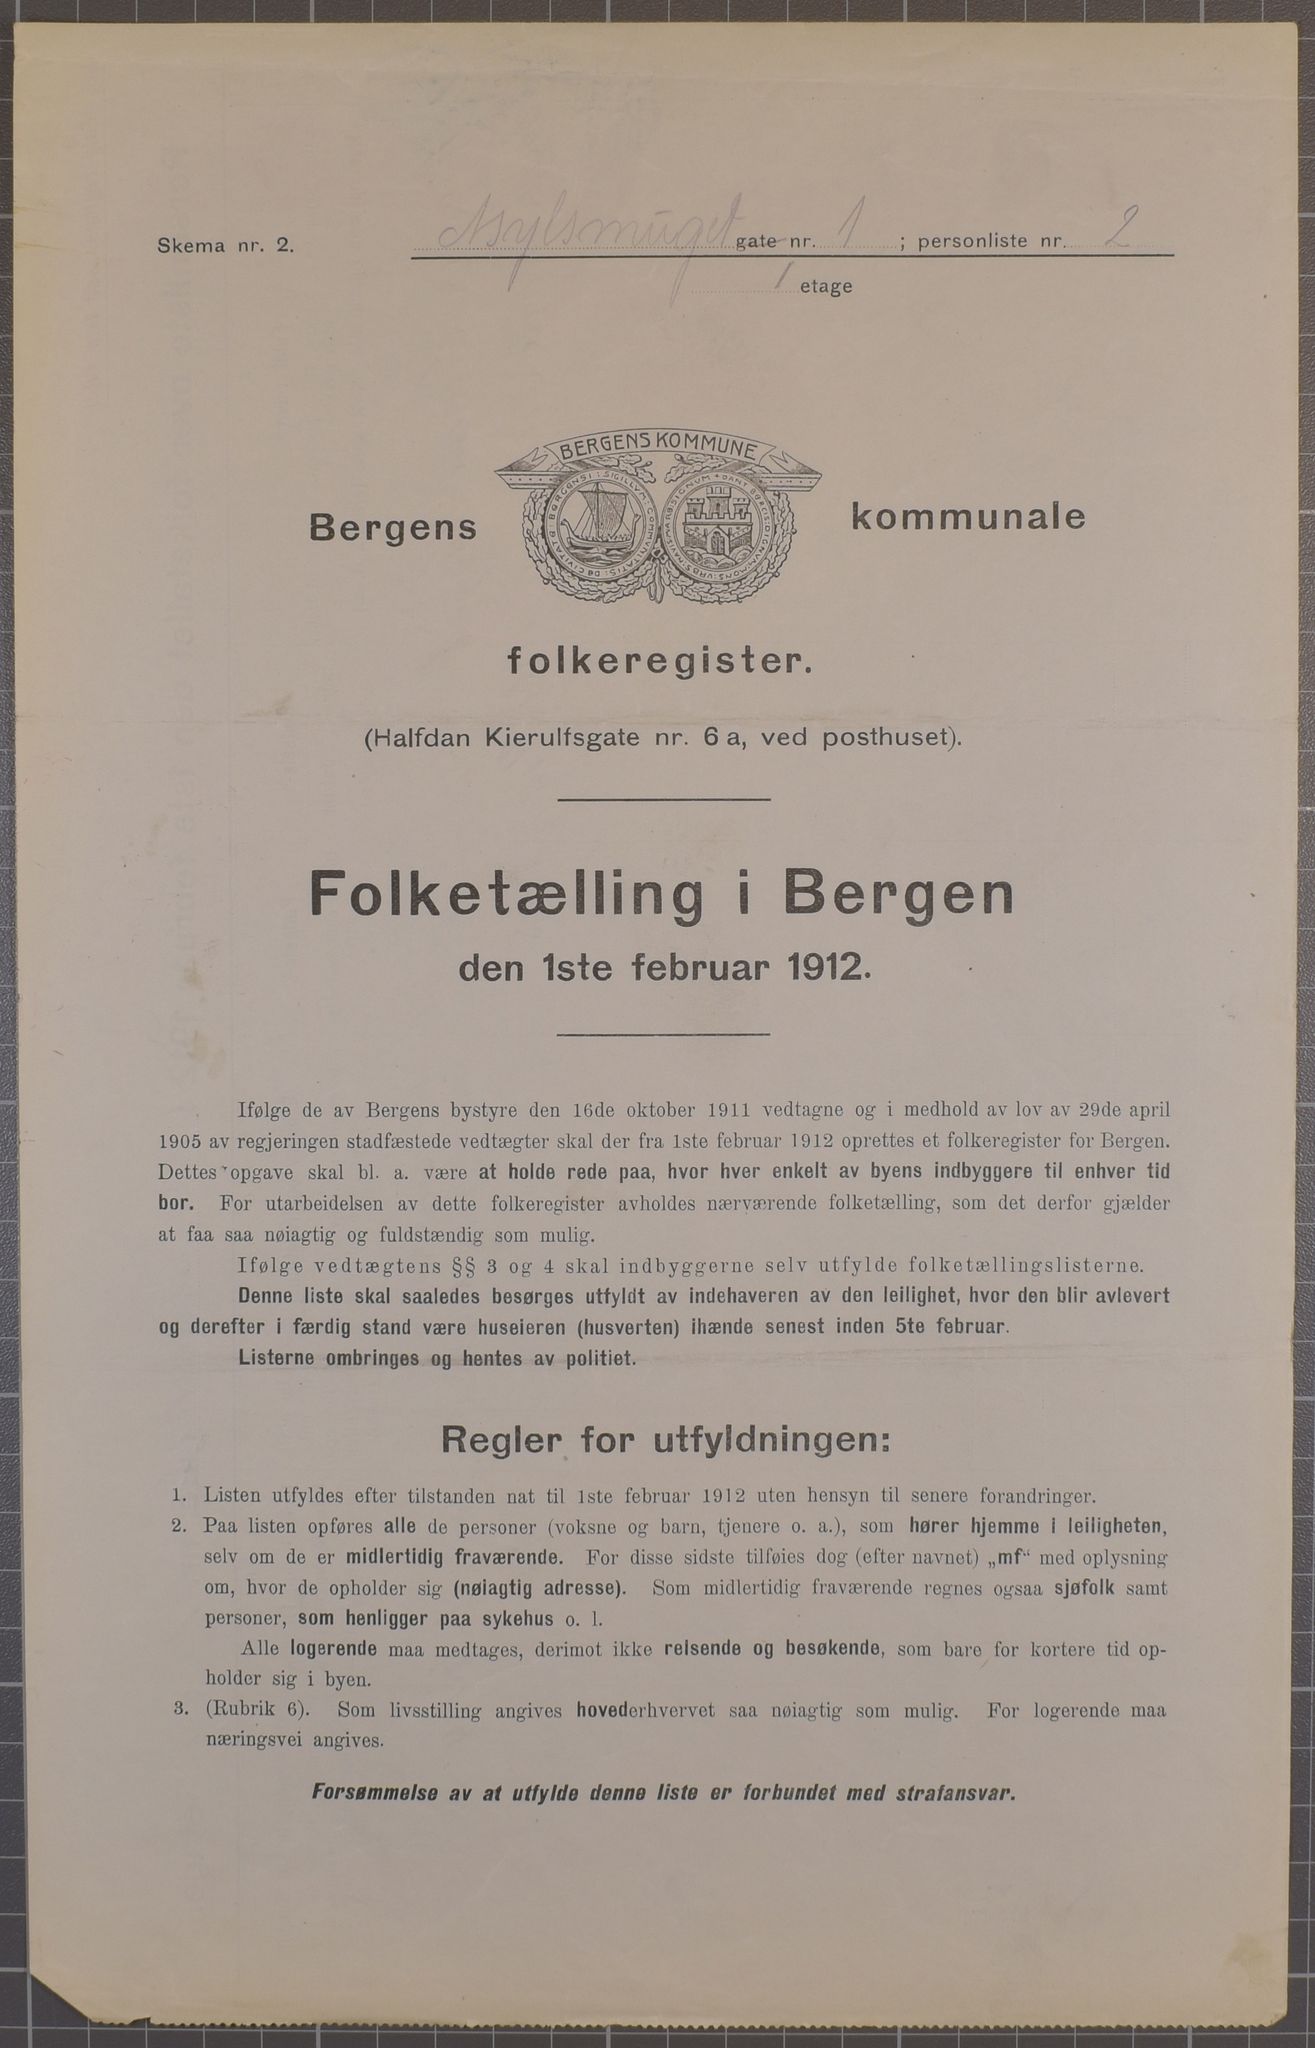 Skema nr. 2. Asylsmuget gate nr. 1 ; personliste nr. 2
1 etage
BERGENS KOMMUNE
Bergens kommunale
folkeregister.
(Halfdan Kierulfsgate nr. 6 a, ved posthuset).
Folketælling i Bergen
den 1ste februar 1912.
Ifølge de av Bergens bystyre den 16de oktober 1911 vedtagne og i medhold av lov av 29de april
1905 av regjeringen stadfæstede vedtægter skal der fra 1ste februar 1912 oprettes et folkeregister for Bergen.
Dettes opgave skal bl. a. være at holde rede paa, hvor hver enkelt av byens indbyggere til enhver tid
bor. For utarbeidelsen av dette folkeregister avholdes nærværende folketælling, som det derfor gjælder
at faa saa nøiagtig og fuldstændig som mulig.
Ifølge vedtægtens §§ 3 og 4 skal indbyggerne selv utfylde folketællingslisterne.
Denne liste skal saaledes besørges utfyldt av indehaveren av den leilighet, hvor den blir avlevert
og derefter i færdig stand være huseieren (husverten) ihænde senest inden 5te februar.
Listerne ombringes og hentes av politiet.
Regler for utfyldningen:
1. Listen utfyldes efter tilstanden nat til 1ste februar 1912 uten hensyn til senere forandringer.
2. Paa listen opføres alle de personer (voksne og barn, tjenere o. a.), som hører hjemme i leiligheten,
selv om de er midlertidig fraværende. For disse sidste tilføies dog (efter navnet) „mf“ med oplysning
om, hvor de opholder sig (nøiagtig adresse). Som midlertidig fraværende regnes ogsaa sjøfolk samt
personer, som henligger paa sykehus o. l.
Alle logerende maa medtages, derimot ikke reisende og besøkende, som bare for kortere tid op-
holder sig i byen.
3. (Rubrik 6). Som livsstilling angives hovederhvervet saa nøiagtig som mulig. For logerende maa
næringsvei angives.
Forsømmelse av at utfylde denne liste er forbundet med strafansvar.